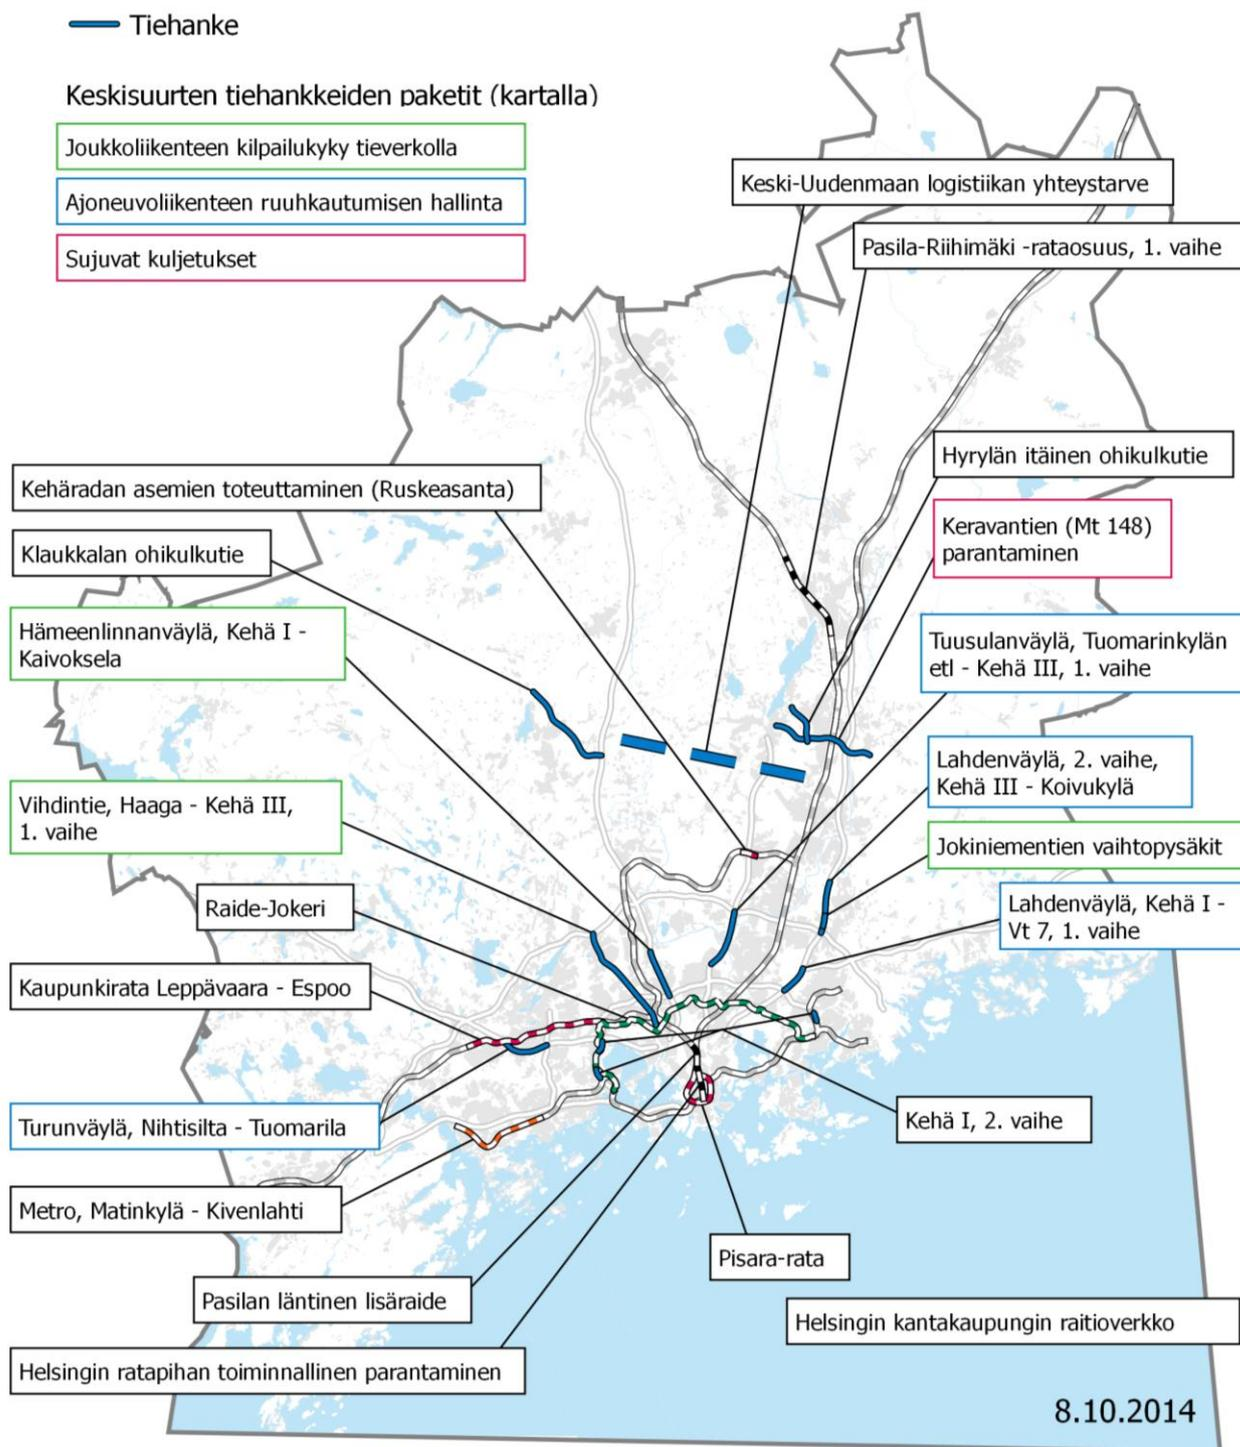 Tiehanke
Keskisuurten tiehankkeiden paketit (kartalla)
Joukkoliikenteen kilpailukyky tieverkolla
Ajoneuvoliikenteen ruuhkautumisen hallinta
Sujuvat kuljetukset
Keski-Uudenmaan logistiikan yhteystarve
Pasila-Riihimäki -rataosuus, 1. vaihe
Hyrylän itäinen ohikulkutie
Kehäradan asemien toteuttaminen (Ruskeasanta)
Keravantien (Mt 148)
parantaminen
Klaukkalan ohikulkutie
Hämeenlinnanväylä, Kehä I -
Kaivoksela
Tuusulanväylä, Tuomarinkylän
etl - Kehä III, 1. vaihe
Lahdenväylä, 2. vaihe,
Kehä III - Koivukylä
Vihdintie, Haaga - Kehä III,
1. vaihe
Jokiniementien vaihtopysäkit
Raide-Jokeri
Lahdenväylä, Kehä I -
Vt 7, 1. vaihe
Kaupunkirata Leppävaara - Espoo
Turunväylä, Nihtisilta - Tuomarila
Kehä I, 2. vaihe
Metro, Matinkylä - Kivenlahti
Pisara-rata
Pasilan läntinen lisäraide
Helsingin kantakaupungin raitioverkko
Helsingin ratapihan toiminnallinen parantaminen
8.10.2014